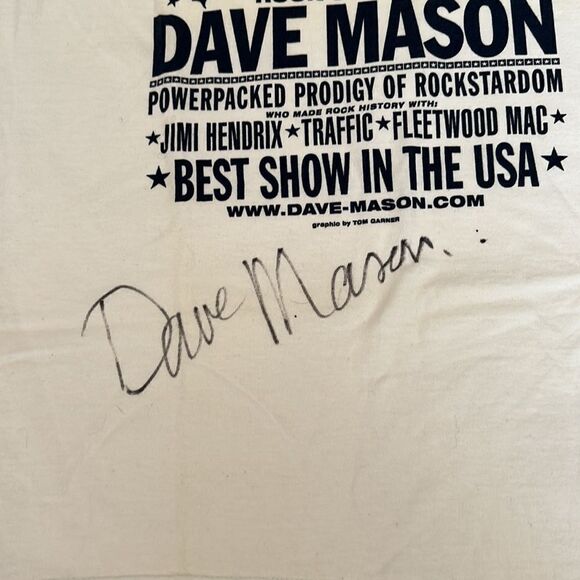 DAVE MASON
POWERPACKED PRODIGY OF ROCKSTARDOM
WHO MADE ROCK HISTORY WITH:
★JIMI HENDRIX★TRAFFIC★FLEETWOOD MAC★
★BEST SHOW IN THE USA★
WWW.DAVE-MASON.COM
graphic by TOM GARNER
Dave Mason